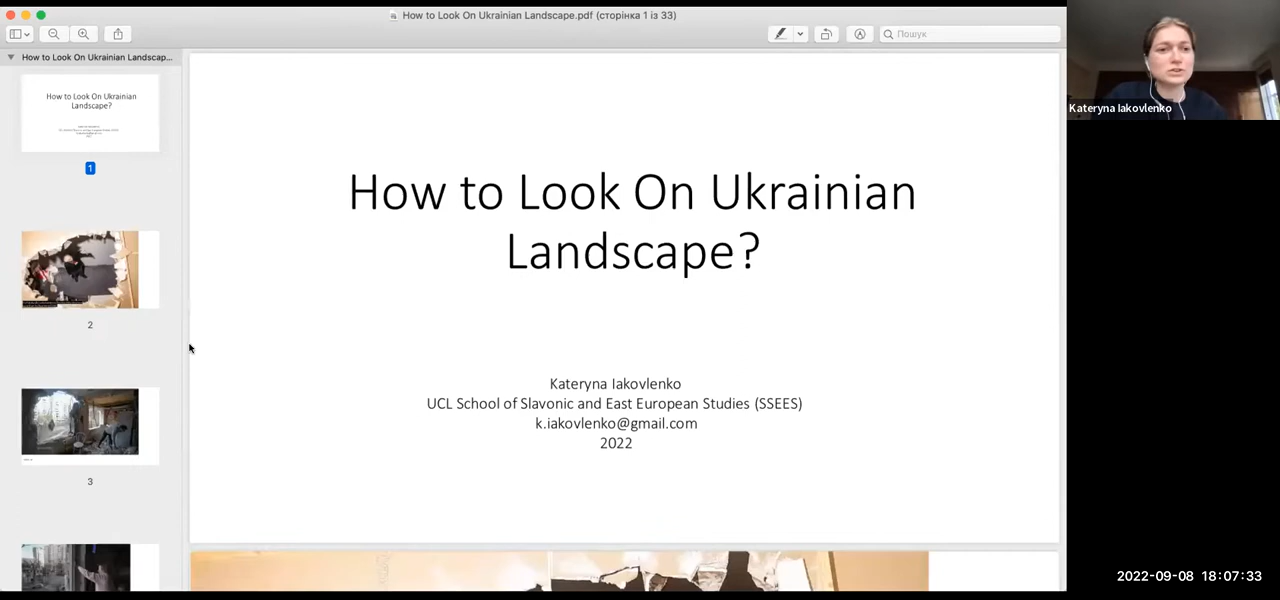 How to Look On Ukrainian Landscape.pdf (сторінка 1 із 33)
Пошук
How to Look On Ukrainian Landscap...
How to Look On Ukrainian
Landscape?
1
2
3
How to Look On Ukrainian
Landscape?
Kateryna Iakovlenko
UCL School of Slavonic and East European Studies (SSEES)
k.iakovlenko@gmail.com
2022
Kateryna Iakovlenko
2022-09-08 18:07:33